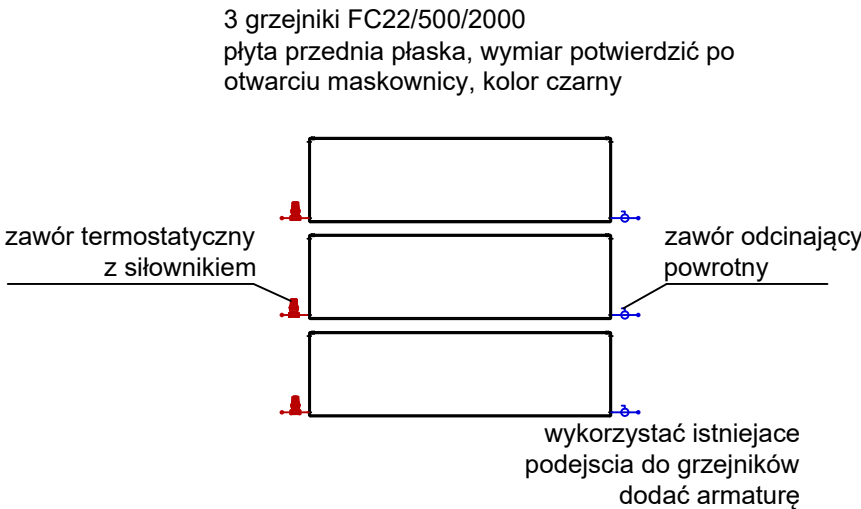 3 grzejniki FC22/500/2000
płyta przednia płaska, wymiar potwierdzić po
otwarciu maskownicy, kolor czarny
zawór termostatyczny
z siłownikiem
zawór odcinający
powrotny
wykorzystać istniejace
podejscia do grzejników
dodać armaturę